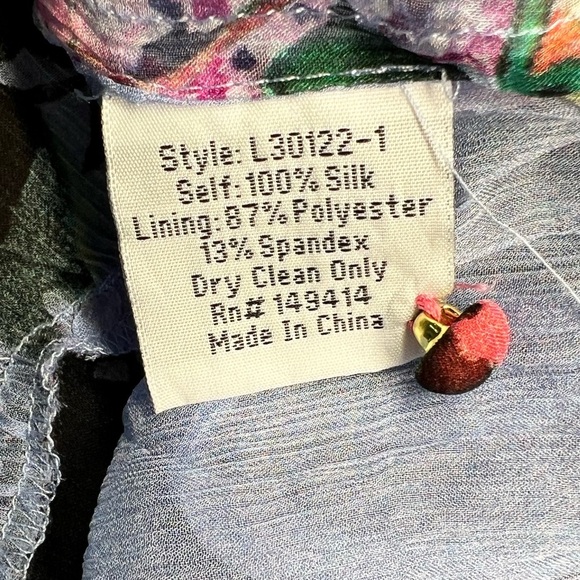 Style: L30122-1
Self: 100% Silk
Lining: 87% Polyester
13% Spandex
Dry Clean Only
Rn# 149414
Made In China